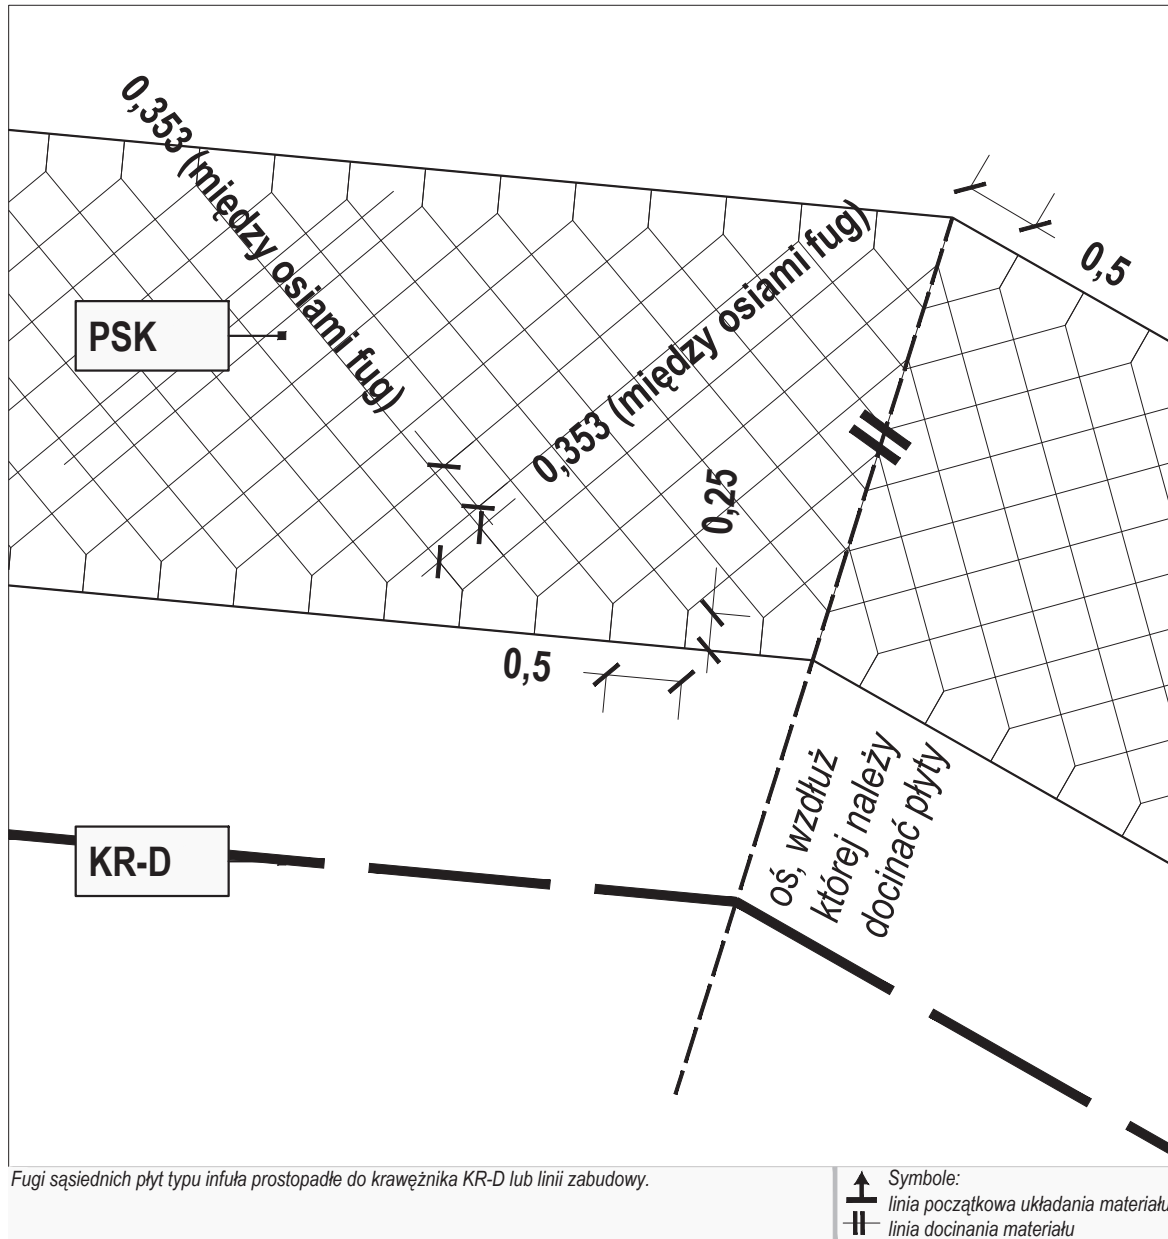 0,353 (między osiami fug)
0,5
PSK
0,353 (między osiami fug)
0,25
0,5
oś, wzdłuż
której należy
docinać płyty
KR-D
Fugi sąsiednich płyt typu infuła prostopadłe do krawężnika KR-D lub linii zabudowy.
Symbole:
linia początkowa układania materiału
linia docinania materiału